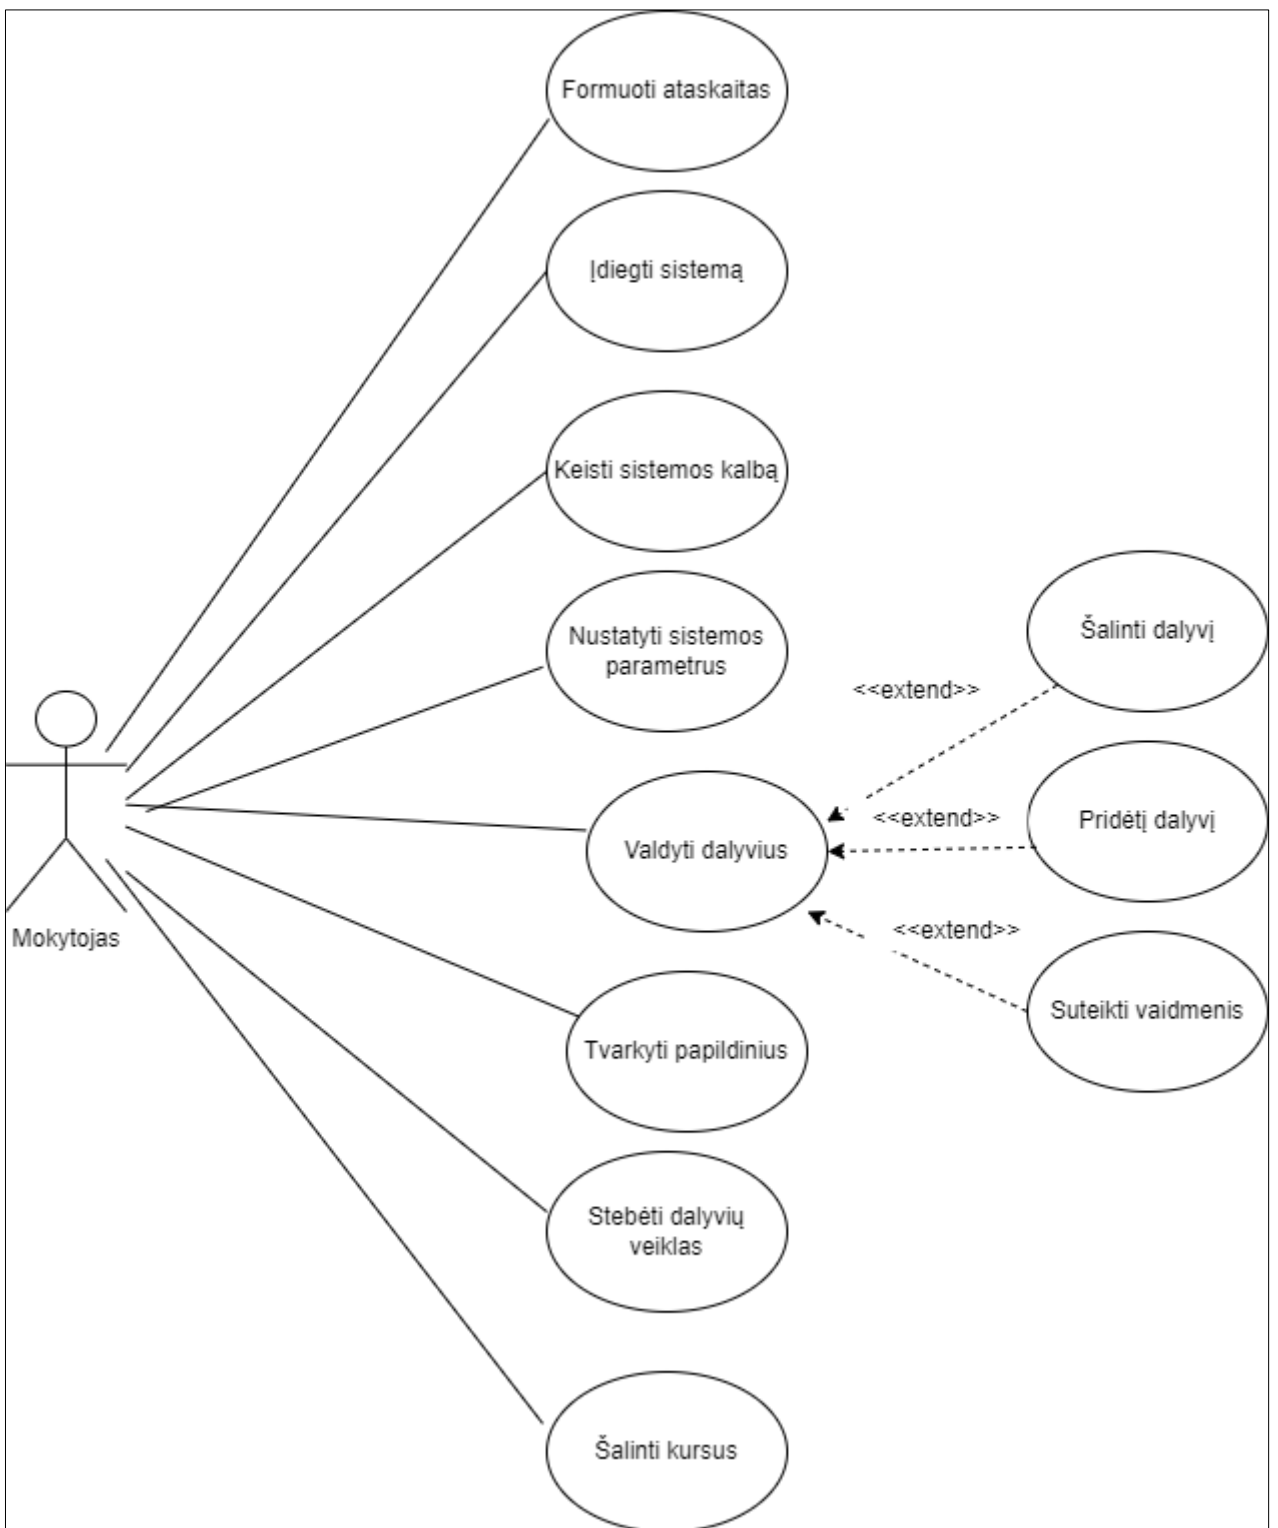 Formuoti ataskaitas
Įdiegti sistemą
Keisti sistemos kalbą
Nustatyti sistemos
parametrus
Šalinti dalyvį
<<extend>>
<<extend>>
Pridėtį dalyvį
Valdyti dalyvius
Mokytojas
<<extend>>
Suteikti vaidmenis
Tvarkyti papildinius
Stebėti dalyvių
veiklas
Šalinti kursus